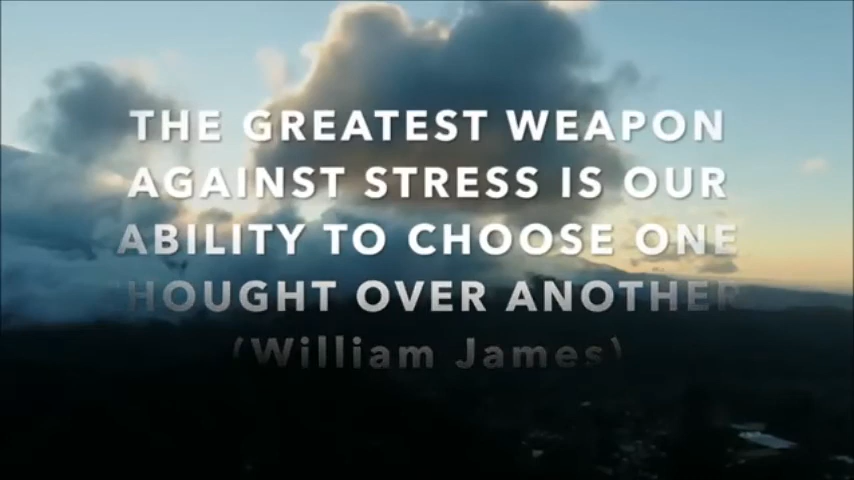 THE GREATEST WEAPON
AGAINST STRESS IS OUR
ABILITY TO CHOOSE ONE
THOUGHT OVER ANOTHER
(William James)